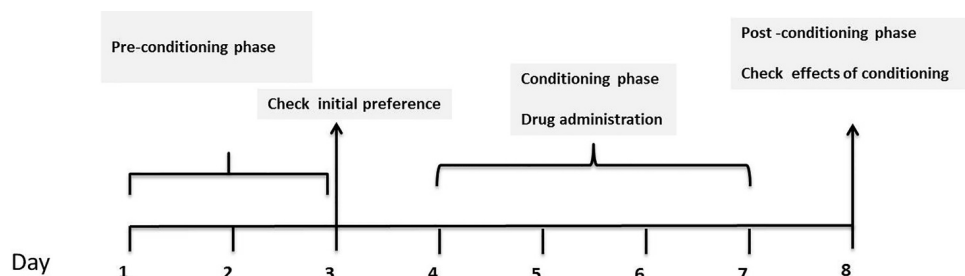 Pre-conditioning phase
Check initial preference
Conditioning phase
Drug administration
Post -conditioning phase
Check effects of conditioning
Day 1 2 3 4 5 6 7 8